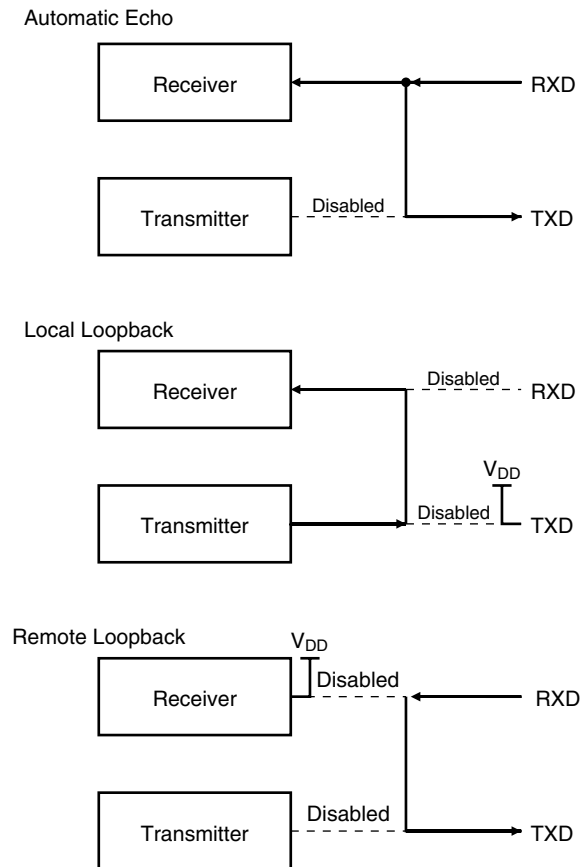 Automatic Echo
Receiver
RXD
Transmitter
Disabled
TXD
Local Loopback
Receiver
Disabled
RXD
VDD
Transmitter
Disabled
TXD
Remote Loopback
VDD
Receiver
Disabled
RXD
Transmitter
Disabled
TXD